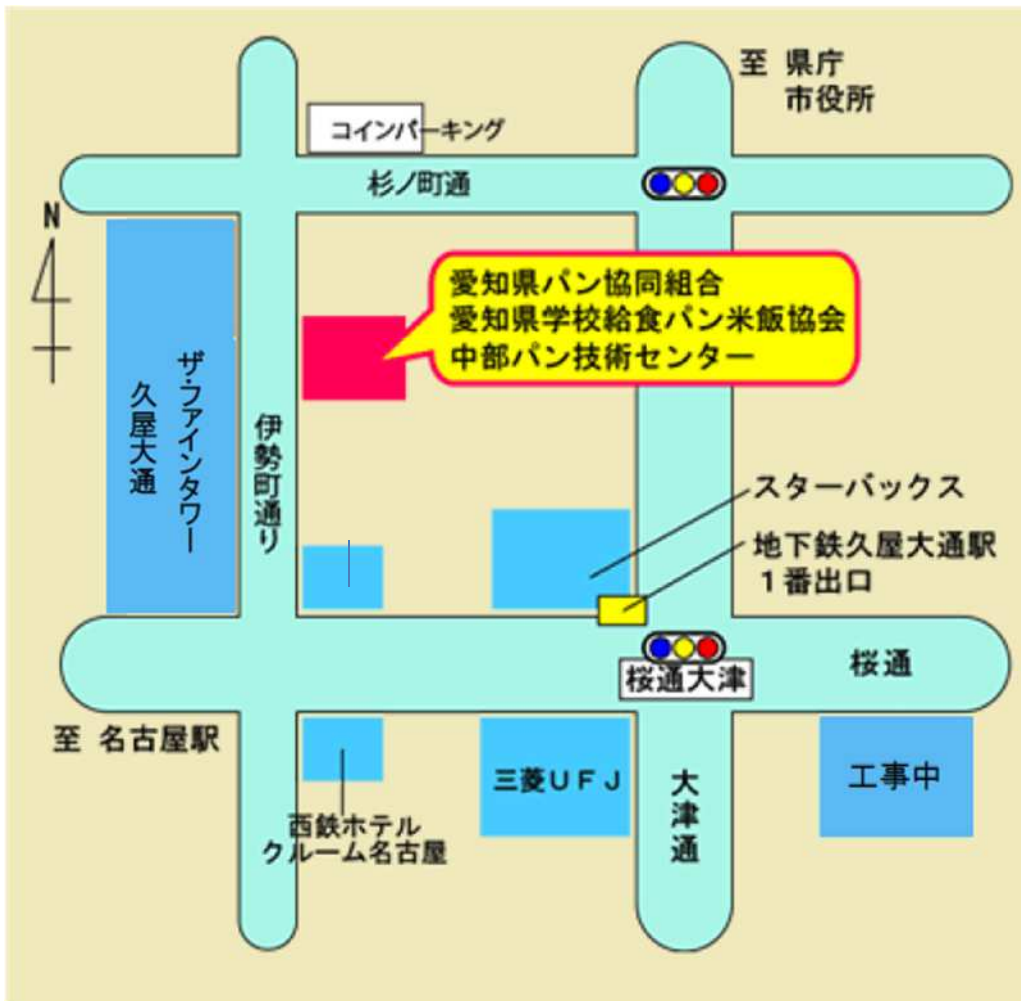 至 県庁
市役所
コインパーキング
杉ノ町通
N
愛知県パン協同組合
愛知県学校給食パン米飯協会
中部パン技術センター
ザ・ファインタワー
久屋大通
伊勢町通り
スターバックス
地下鉄久屋大通駅
１番出口
桜通大津
桜通
至 名古屋駅
西鉄ホテル
クルーム名古屋
三菱ＵＦＪ
大津通
工事中